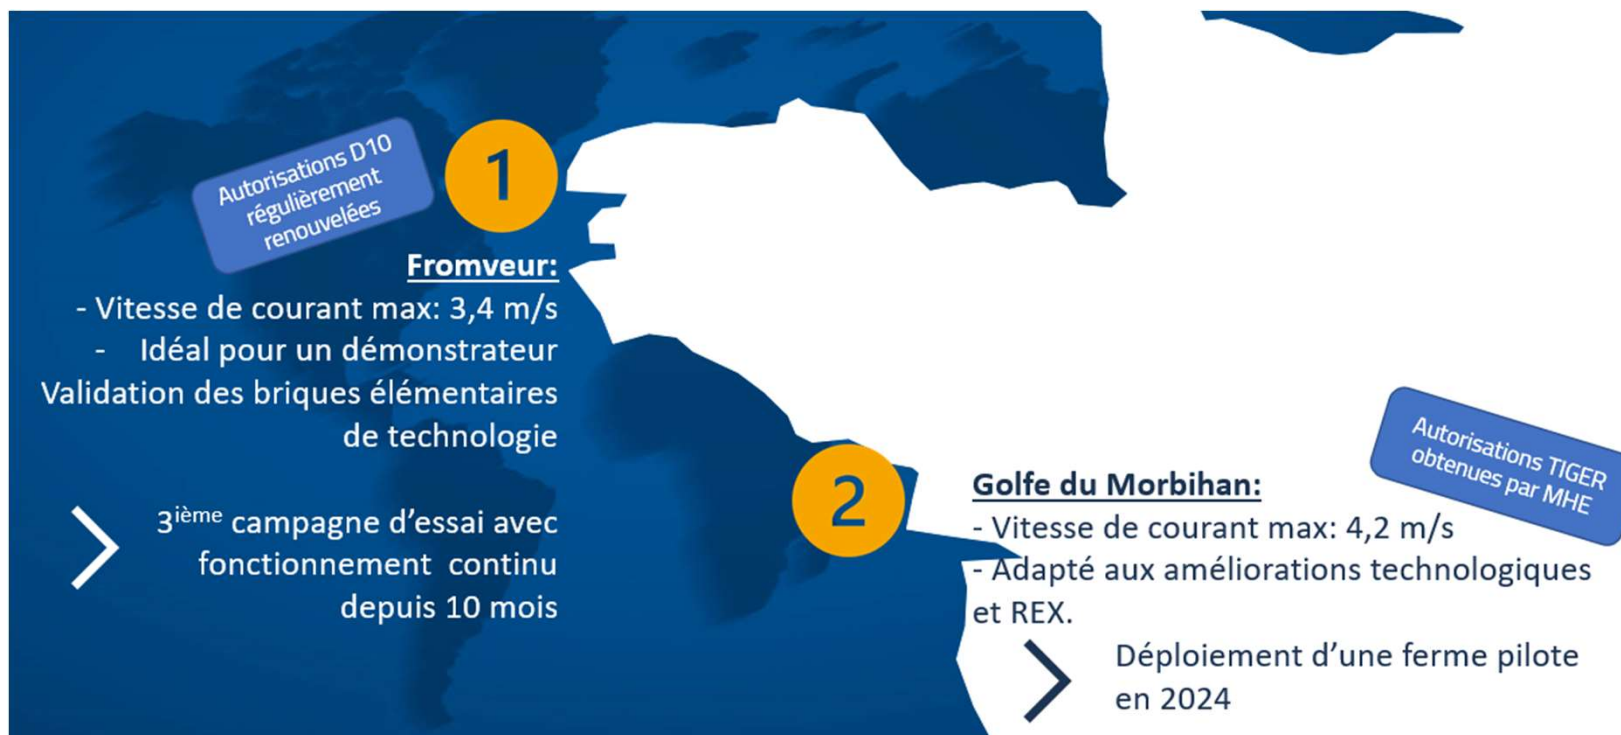 Autorisations D10
régulièrement
renouvelées
1
Fromveur:
- Vitesse de courant max: 3,4 m/s
- Idéal pour un démonstrateur
Validation des briques élémentaires
de technologie
3ième campagne d’essai avec
fonctionnement continu
depuis 10 mois
2
Autorisations TIGER
obtenues par MHE
Golfe du Morbihan:
- Vitesse de courant max: 4,2 m/s
- Adapté aux améliorations technologiques
et REX.
Déploiement d’une ferme pilote
en 2024